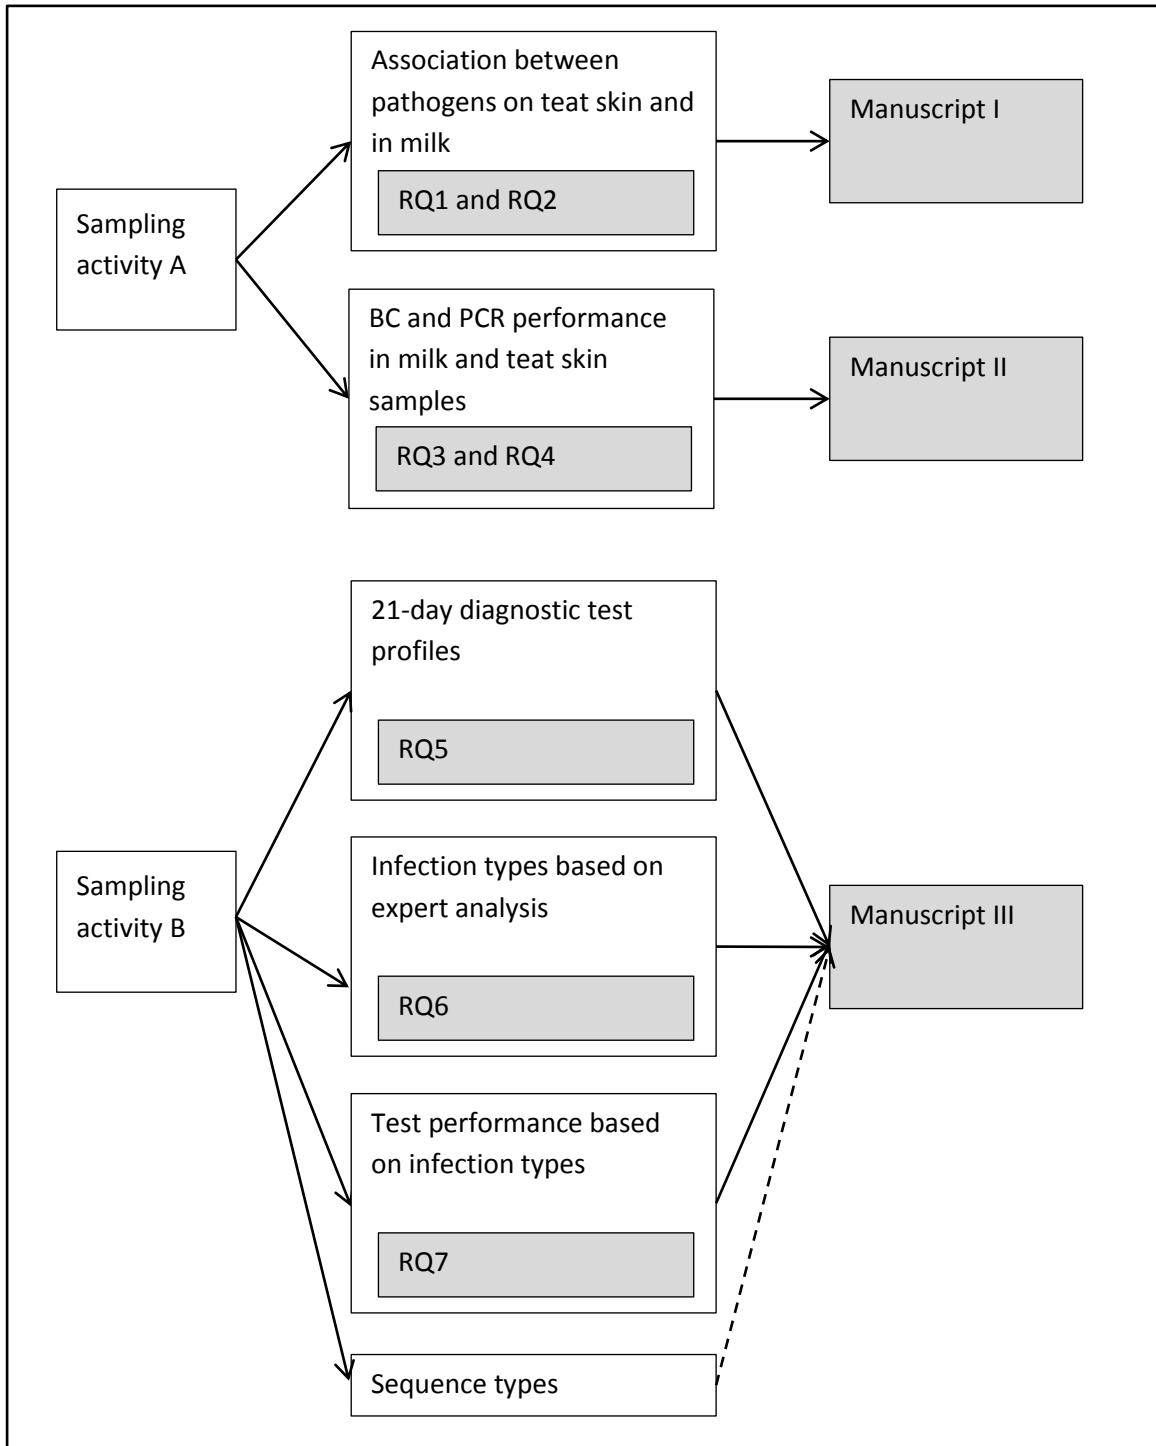 Sampling
activity A
Association between
pathogens on teat skin and
in milk
RQ1 and RQ2
Manuscript I
BC and PCR performance
in milk and teat skin
samples
RQ3 and RQ4
Manuscript II
Sampling
activity B
21-day diagnostic test
profiles
RQ5
Infection types based on
expert analysis
RQ6
Manuscript III
Test performance based
on infection types
RQ7
Sequence types